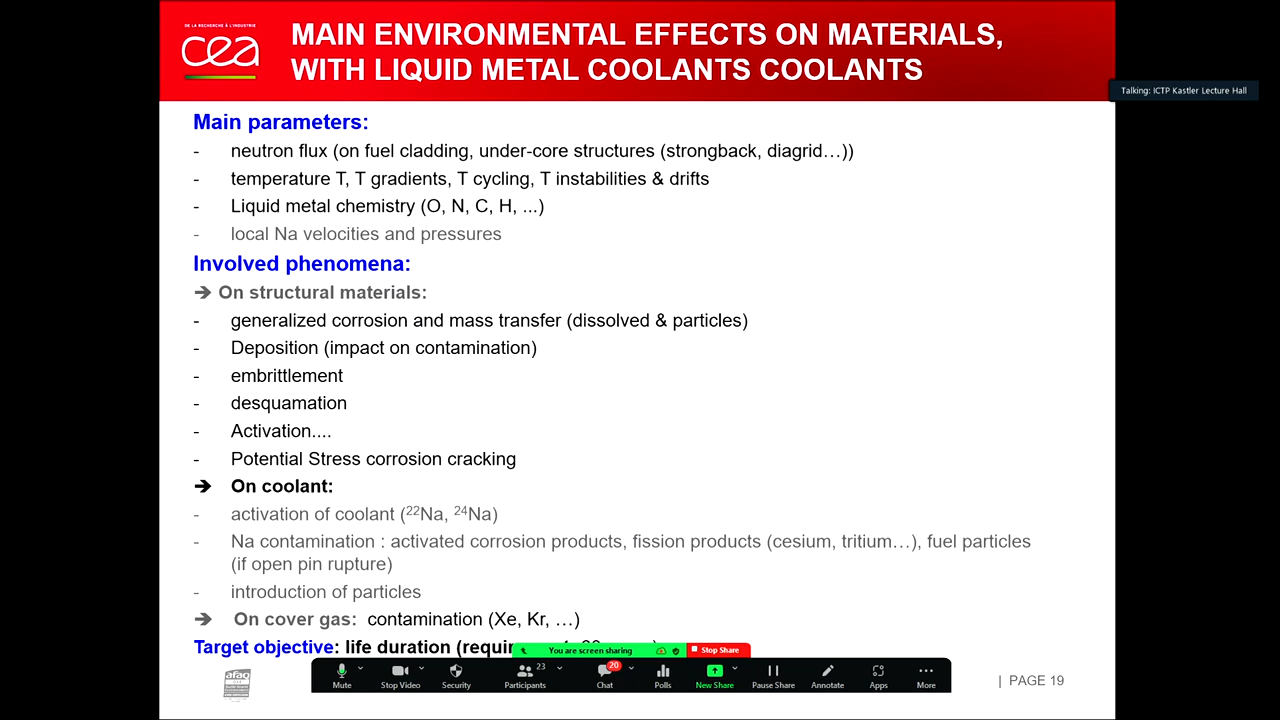 DE LA RECHERCHE À L'INDUSTRIE
cea
MAIN ENVIRONMENTAL EFFECTS ON MATERIALS,
WITH LIQUID METAL COOLANTS COOLANTS
Talking: ICTP Kastler Lecture Hall
Main parameters:
- neutron flux (on fuel cladding, under-core structures (strongback, diagrid…))
- temperature T, T gradients, T cycling, T instabilities & drifts
- Liquid metal chemistry (O, N, C, H, ...)
- local Na velocities and pressures
Involved phenomena:
➔ On structural materials:
- generalized corrosion and mass transfer (dissolved & particles)
- Deposition (impact on contamination)
- embrittlement
- desquamation
- Activation....
- Potential Stress corrosion cracking
➔ On coolant:
- activation of coolant (²²Na, ²⁴Na)
- Na contamination : activated corrosion products, fission products (cesium, tritium…), fuel particles
(if open pin rupture)
- introduction of particles
➔ On cover gas: contamination (Xe, Kr, …)
Target objective: life duration
You are screen sharing Stop Share
23 20
Mute Stop Video Security Participants Chat Polls New Share Pause Share Annotate Apps More
afaq
| PAGE 19